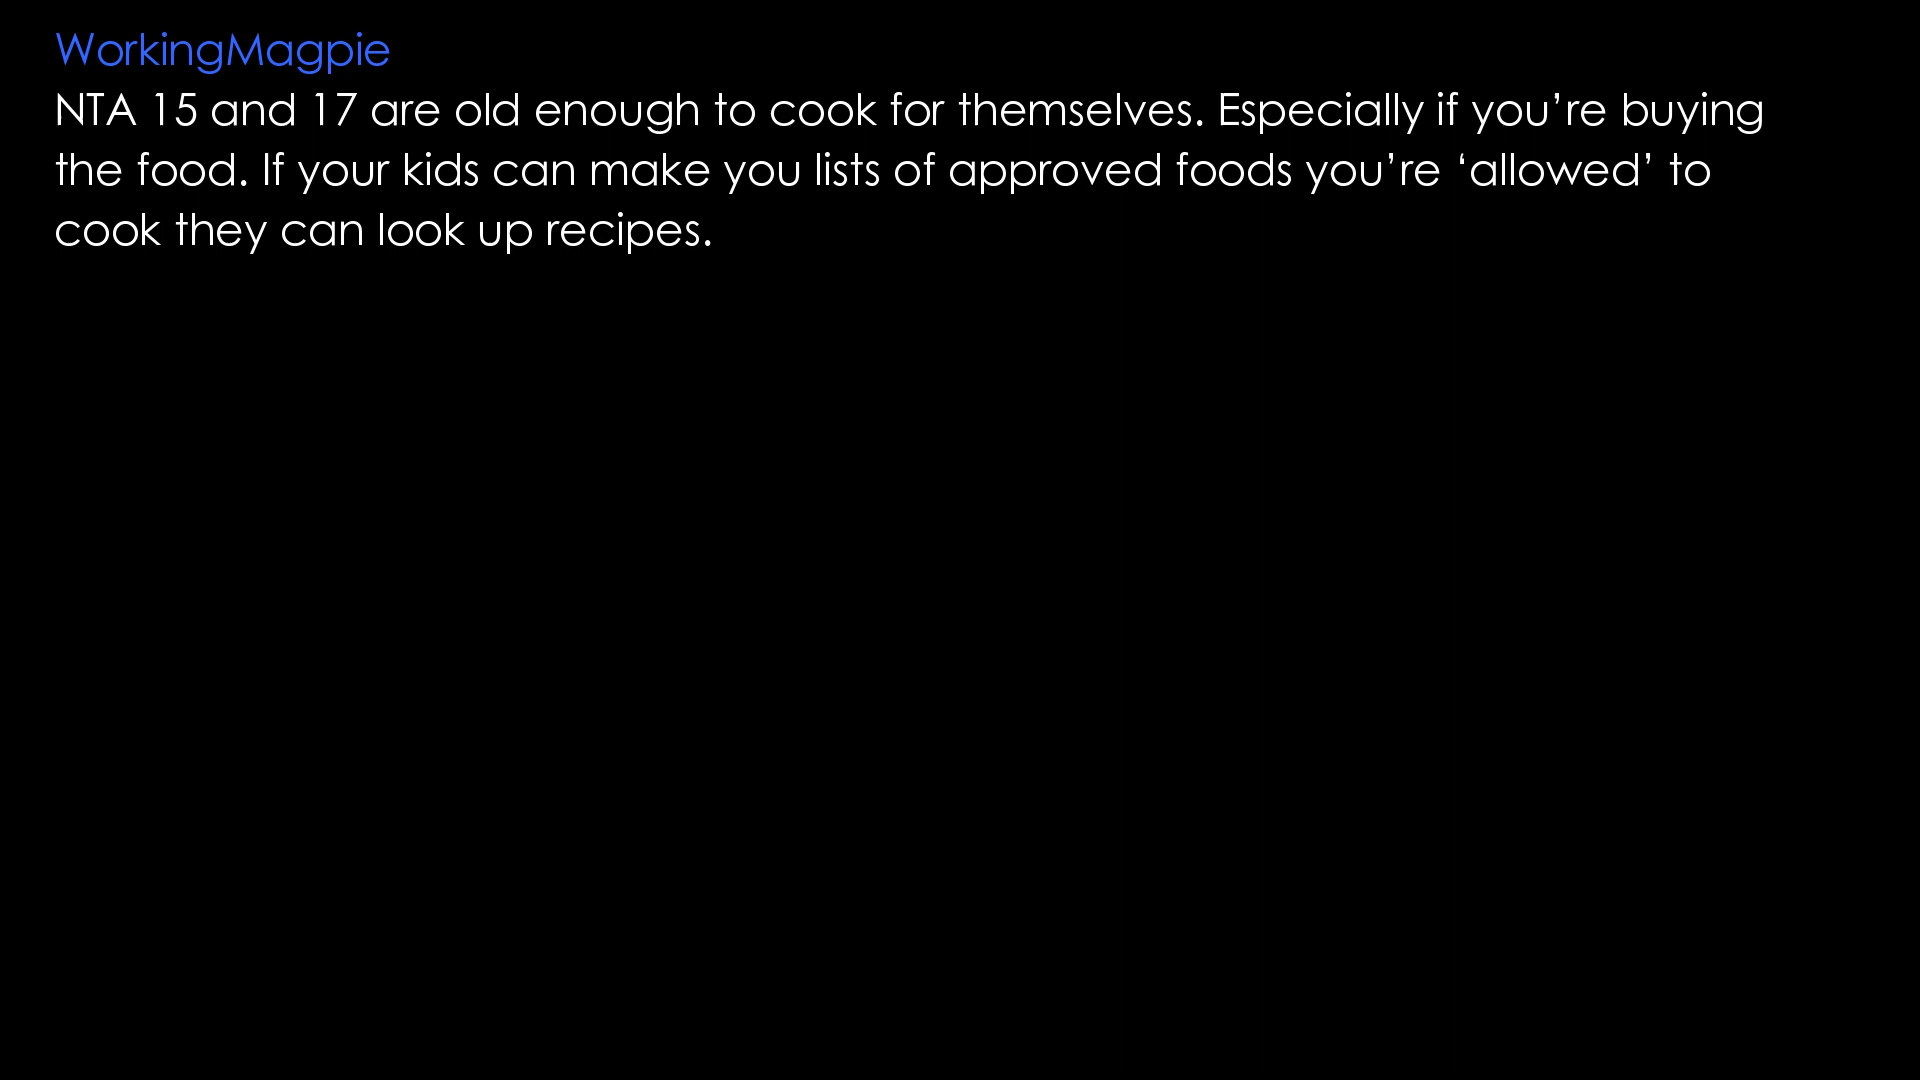 WorkingMagpie
NTA 15 and 17 are old enough to cook for themselves. Especially if you’re buying
the food. If your kids can make you lists of approved foods you’re ‘allowed’ to
cook they can look up recipes.